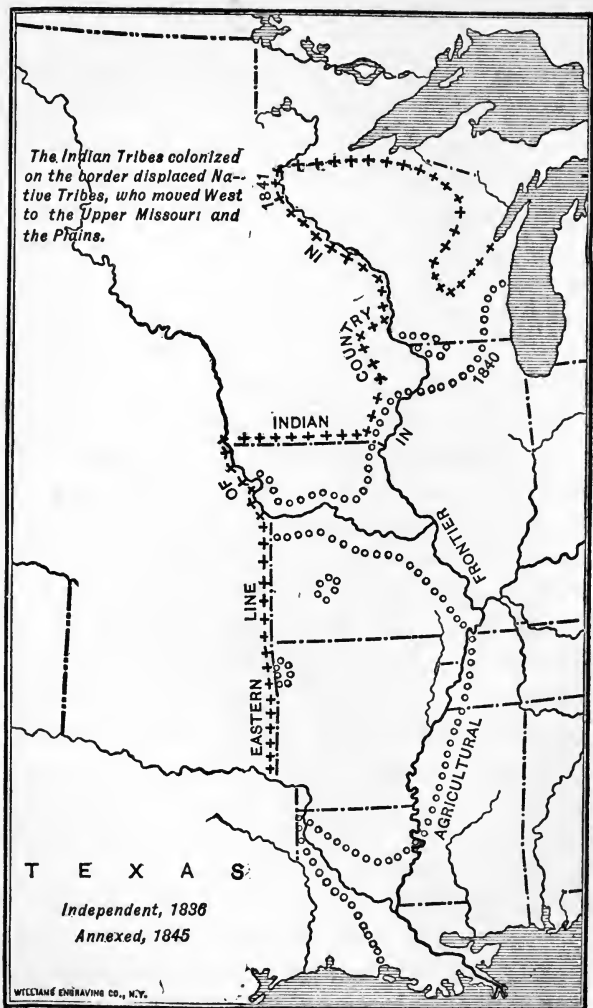 The Indian Tribes colonized
on the border displaced Na-
tive Tribes, who moved West
to the Upper Missouri and
the Plains.
EASTERN LINE OF INDIAN COUNTRY IN 1841
AGRICULTURAL FRONTIER IN 1840
TEXAS
Independent, 1836
Annexed, 1845
WILLIAMS ENGRAVING CO., N.Y.